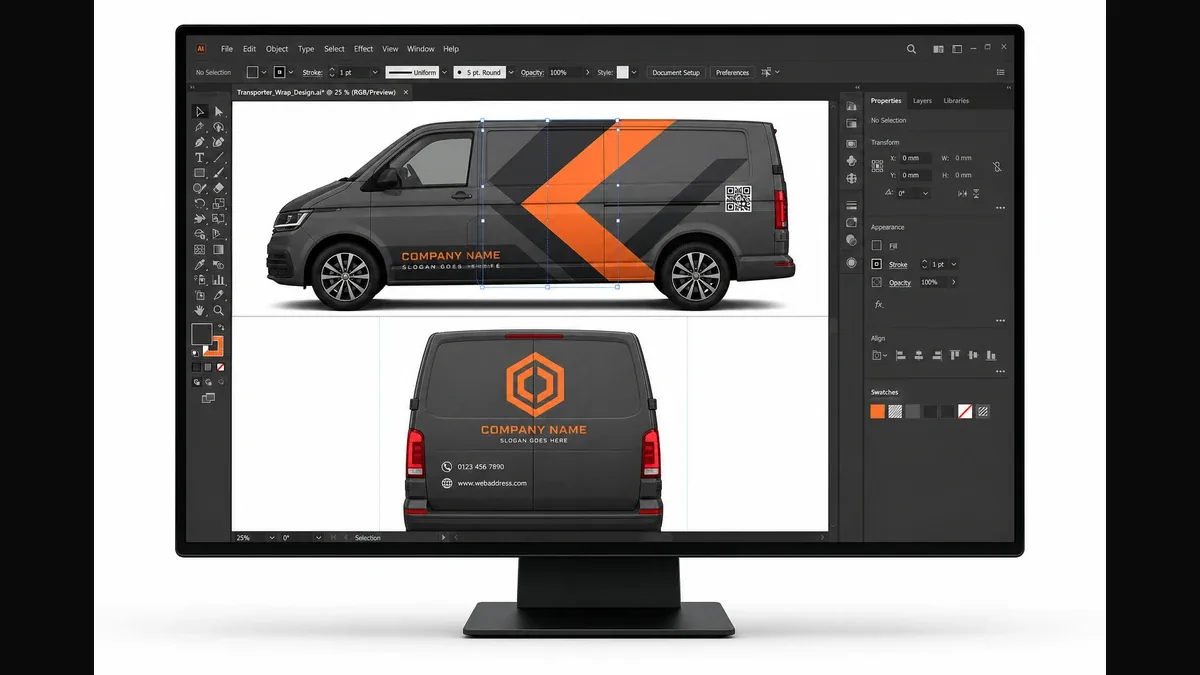 Ai File Edit Object Type Select Effect View Window Help
No Selection Stroke: 1 pt Uniform 5 pt. Round Opacity: 100% Style: Document Setup Preferences
Transporter_Wrap_Design.ai* @ 25 % (RGB/Preview) ×
Properties Layers Libraries
No Selection
Transform
X: 0 mm W: 0 mm
Y: 0 mm H: 0 mm
0°
Appearance
Fill
Stroke 1 pt
Opacity 100%
fx.
Align
Swatches
COMPANY NAME
SLOGAN GOES
COMPANY NAME
SLOGAN GOES HERE
0123 456 7890
www.webaddress.com
25% 0° Selection